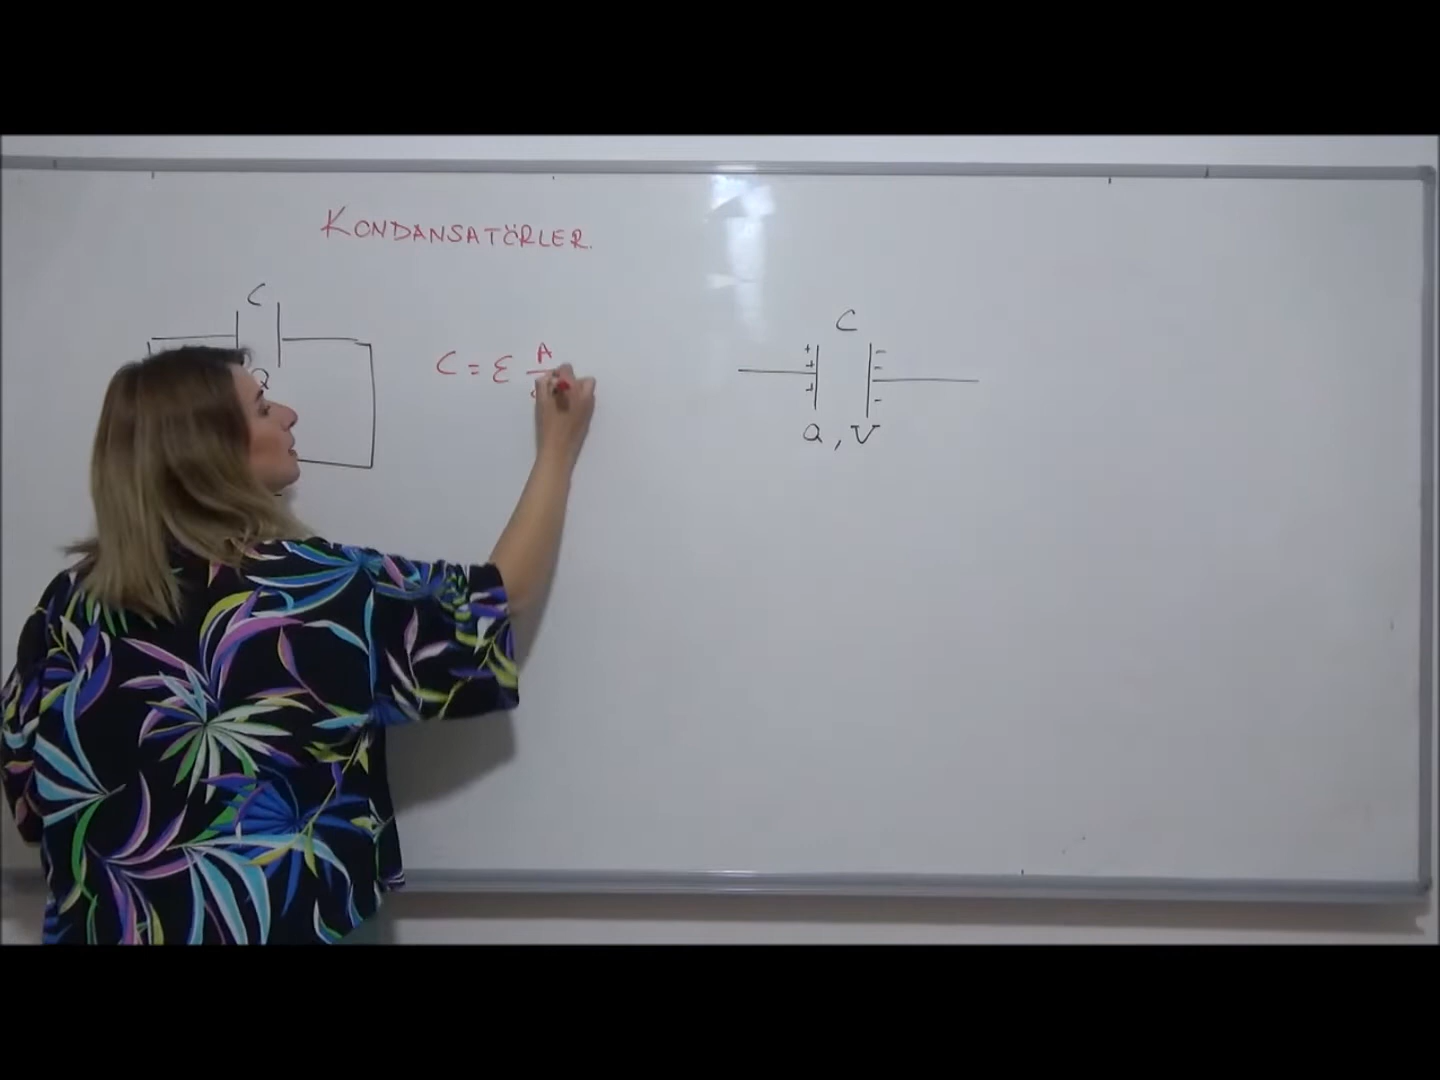 KONDANSATÖRLER.
C
Q
C = ε A
C
+ + +
- - -
Q, V